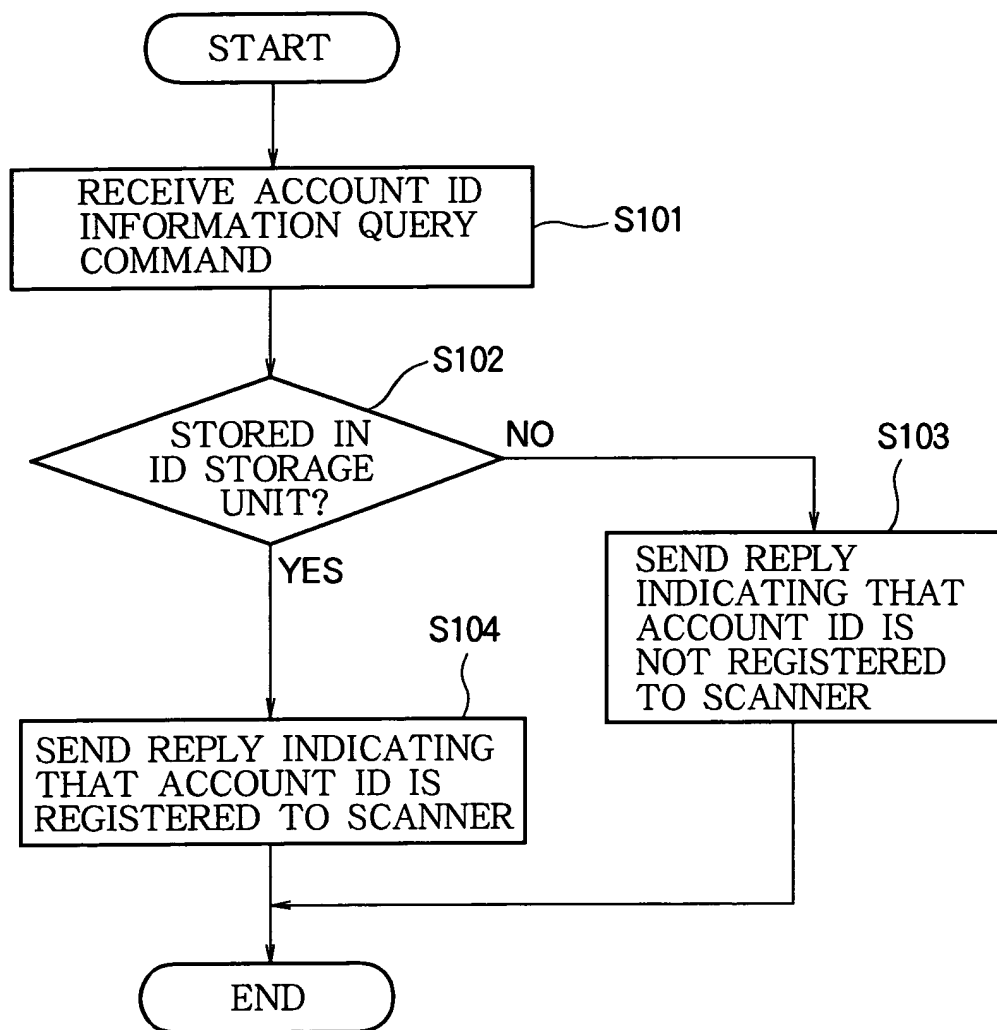 START
RECEIVE ACCOUNT ID
INFORMATION QUERY
COMMAND
S101
S102
STORED IN
ID STORAGE
UNIT?
NO
YES
S103
SEND REPLY
INDICATING THAT
ACCOUNT ID IS
NOT REGISTERED
TO SCANNER
S104
SEND REPLY INDICATING
THAT ACCOUNT ID IS
REGISTERED TO SCANNER
END